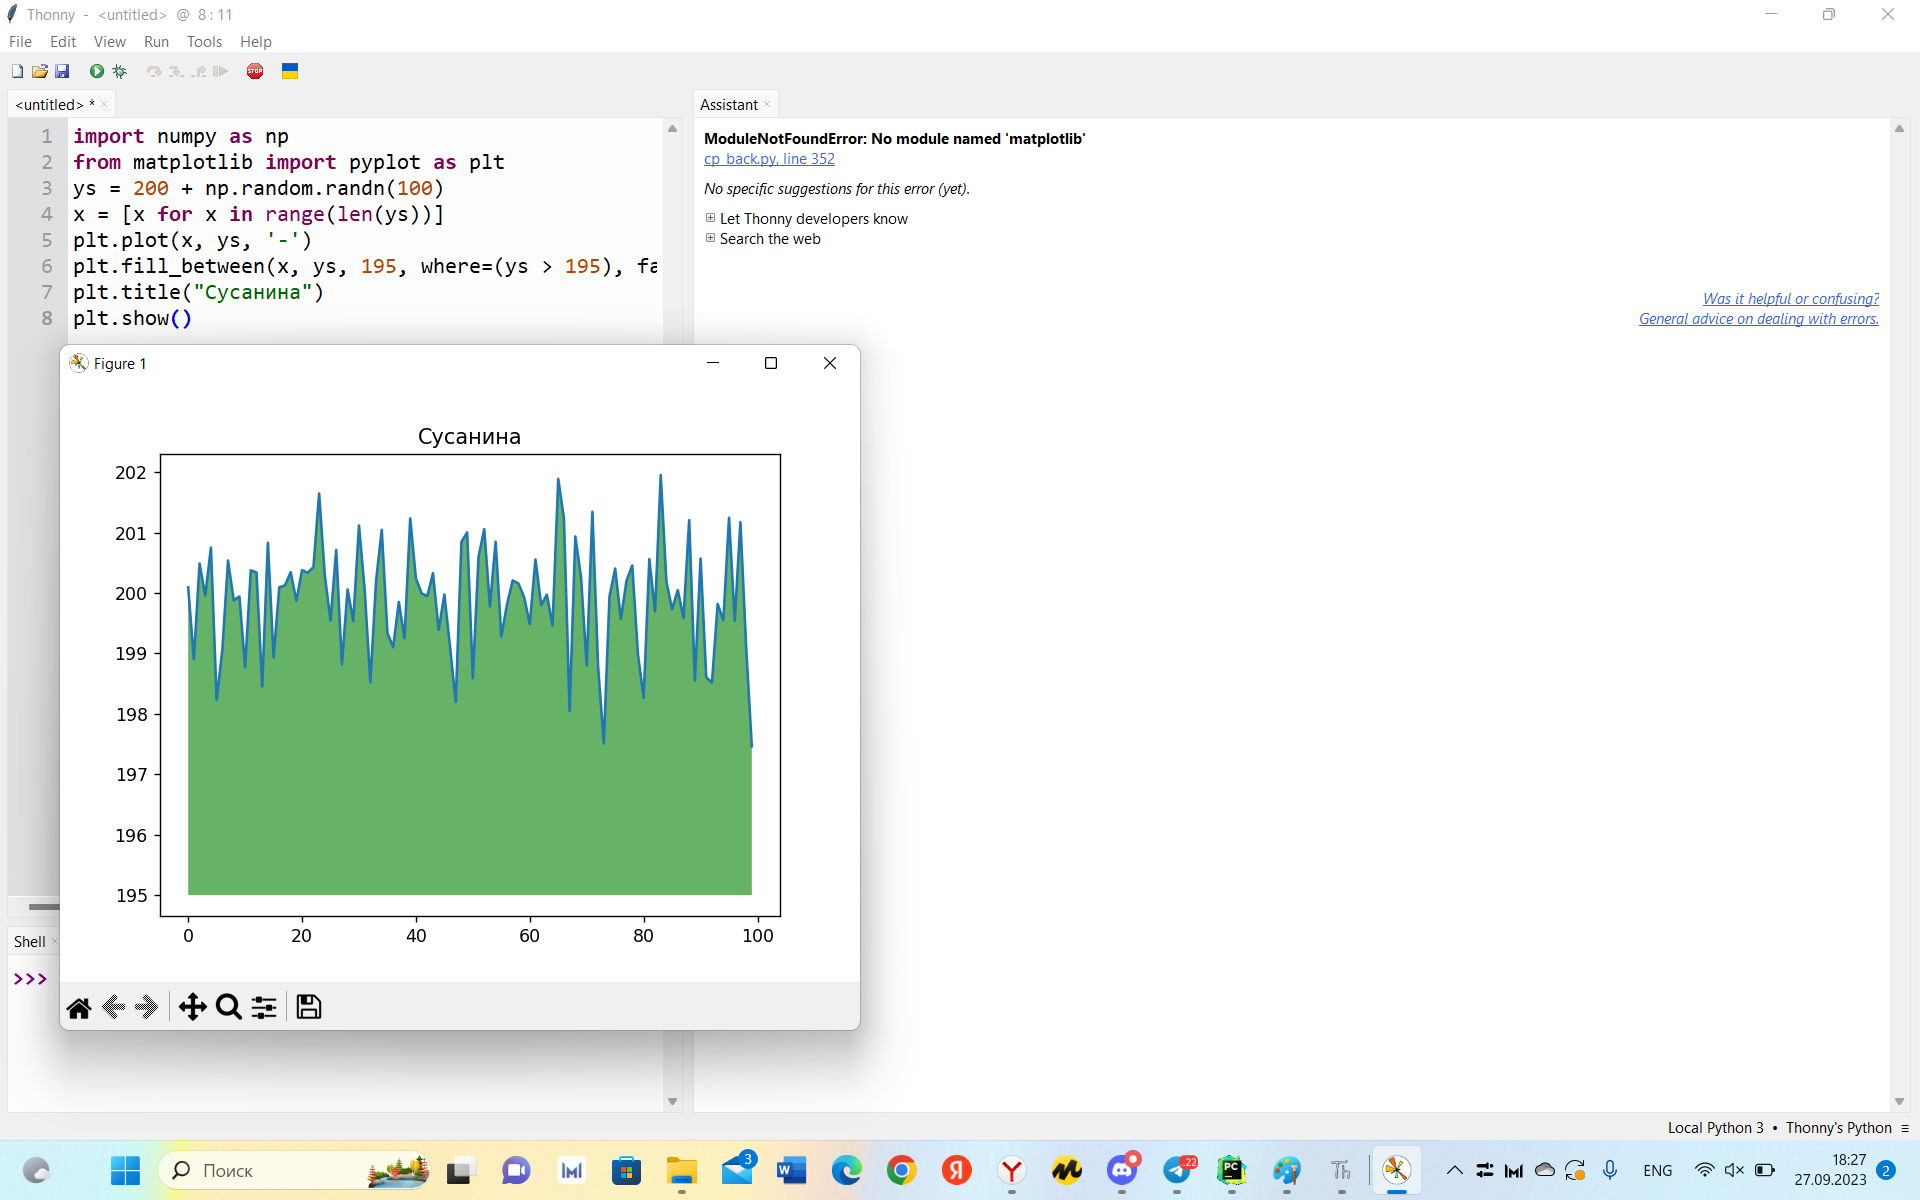 Thonny - <untitled> @ 8 : 11
File Edit View Run Tools Help
STOP
<untitled> *
1 import numpy as np
2 from matplotlib import pyplot as plt
3 ys = 200 + np.random.randn(100)
4 x = [x for x in range(len(ys))]
5 plt.plot(x, ys, '-')
6 plt.fill_between(x, ys, 195, where=(ys > 195), fa
7 plt.title("Сусанина")
8 plt.show()
Assistant
ModuleNotFoundError: No module named 'matplotlib'
cp_back.py, line 352
No specific suggestions for this error (yet).
Let Thonny developers know
Search the web
Was it helpful or confusing?
General advice on dealing with errors.
Figure 1
Сусанина
202
201
200
199
198
197
196
195
0 20 40 60 80 100
Shell
>>>
Local Python 3 • Thonny's Python ≡
Поиск
3
22
PC
Th
ENG
18:27
27.09.2023
2